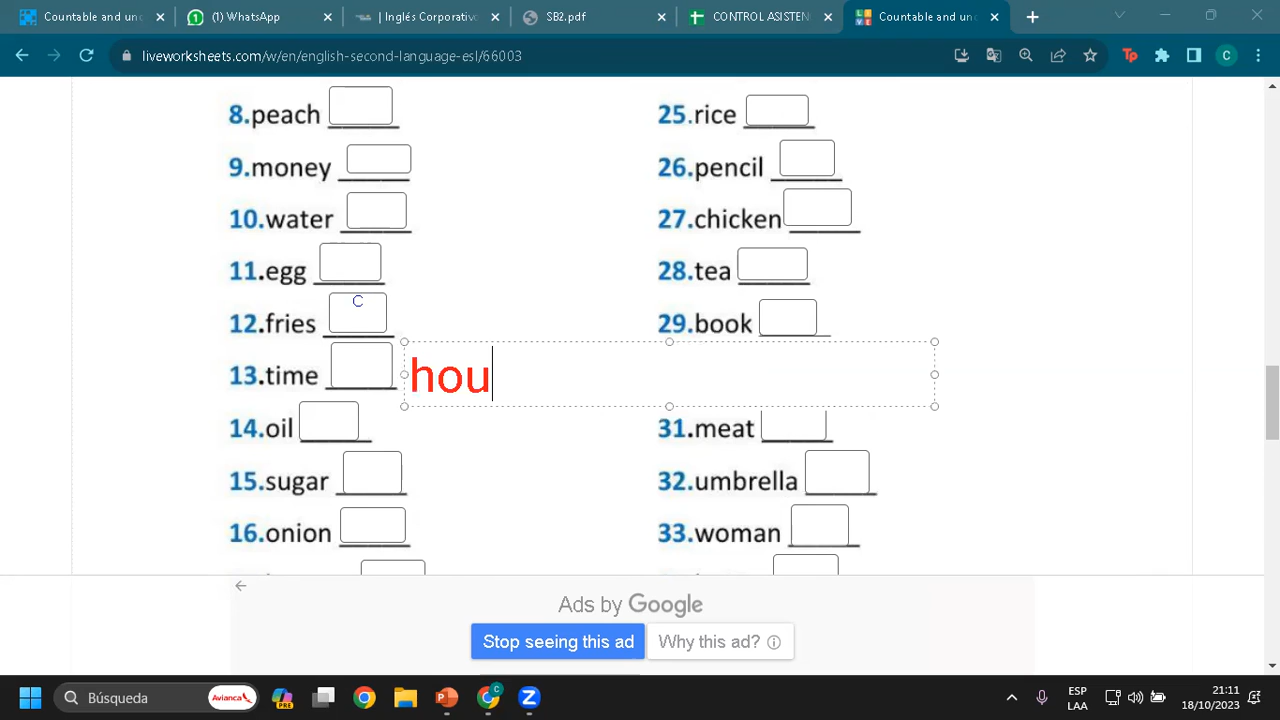 Countable and unc
(1) WhatsApp
| Inglés Corporativo
SB2.pdf
CONTROL ASISTEN
Countable and unc
liveworksheets.com/w/en/english-second-language-esl/66003
C
8.peach
9.money
10.water
11.egg
12.fries C
13.time hou
14.oil
15.sugar
16.onion
25.rice
26.pencil
27.chicken
28.tea
29.book
31.meat
32.umbrella
33.woman
Ads by Google
Stop seeing this ad
Why this ad?
Búsqueda
Avianca
PRE
C
ESP
LAA
21:11
18/10/2023